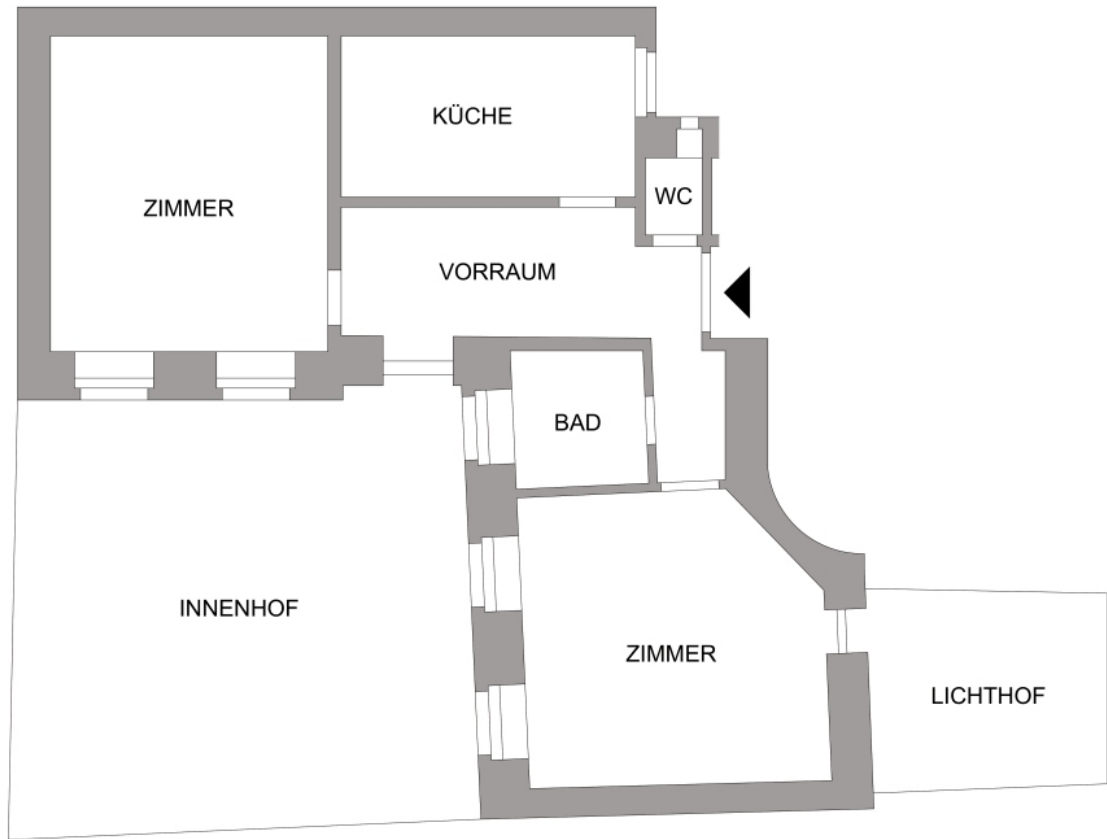 KÜCHE
WC
ZIMMER
VORRAUM
BAD
INNENHOF
ZIMMER
LICHTHOF